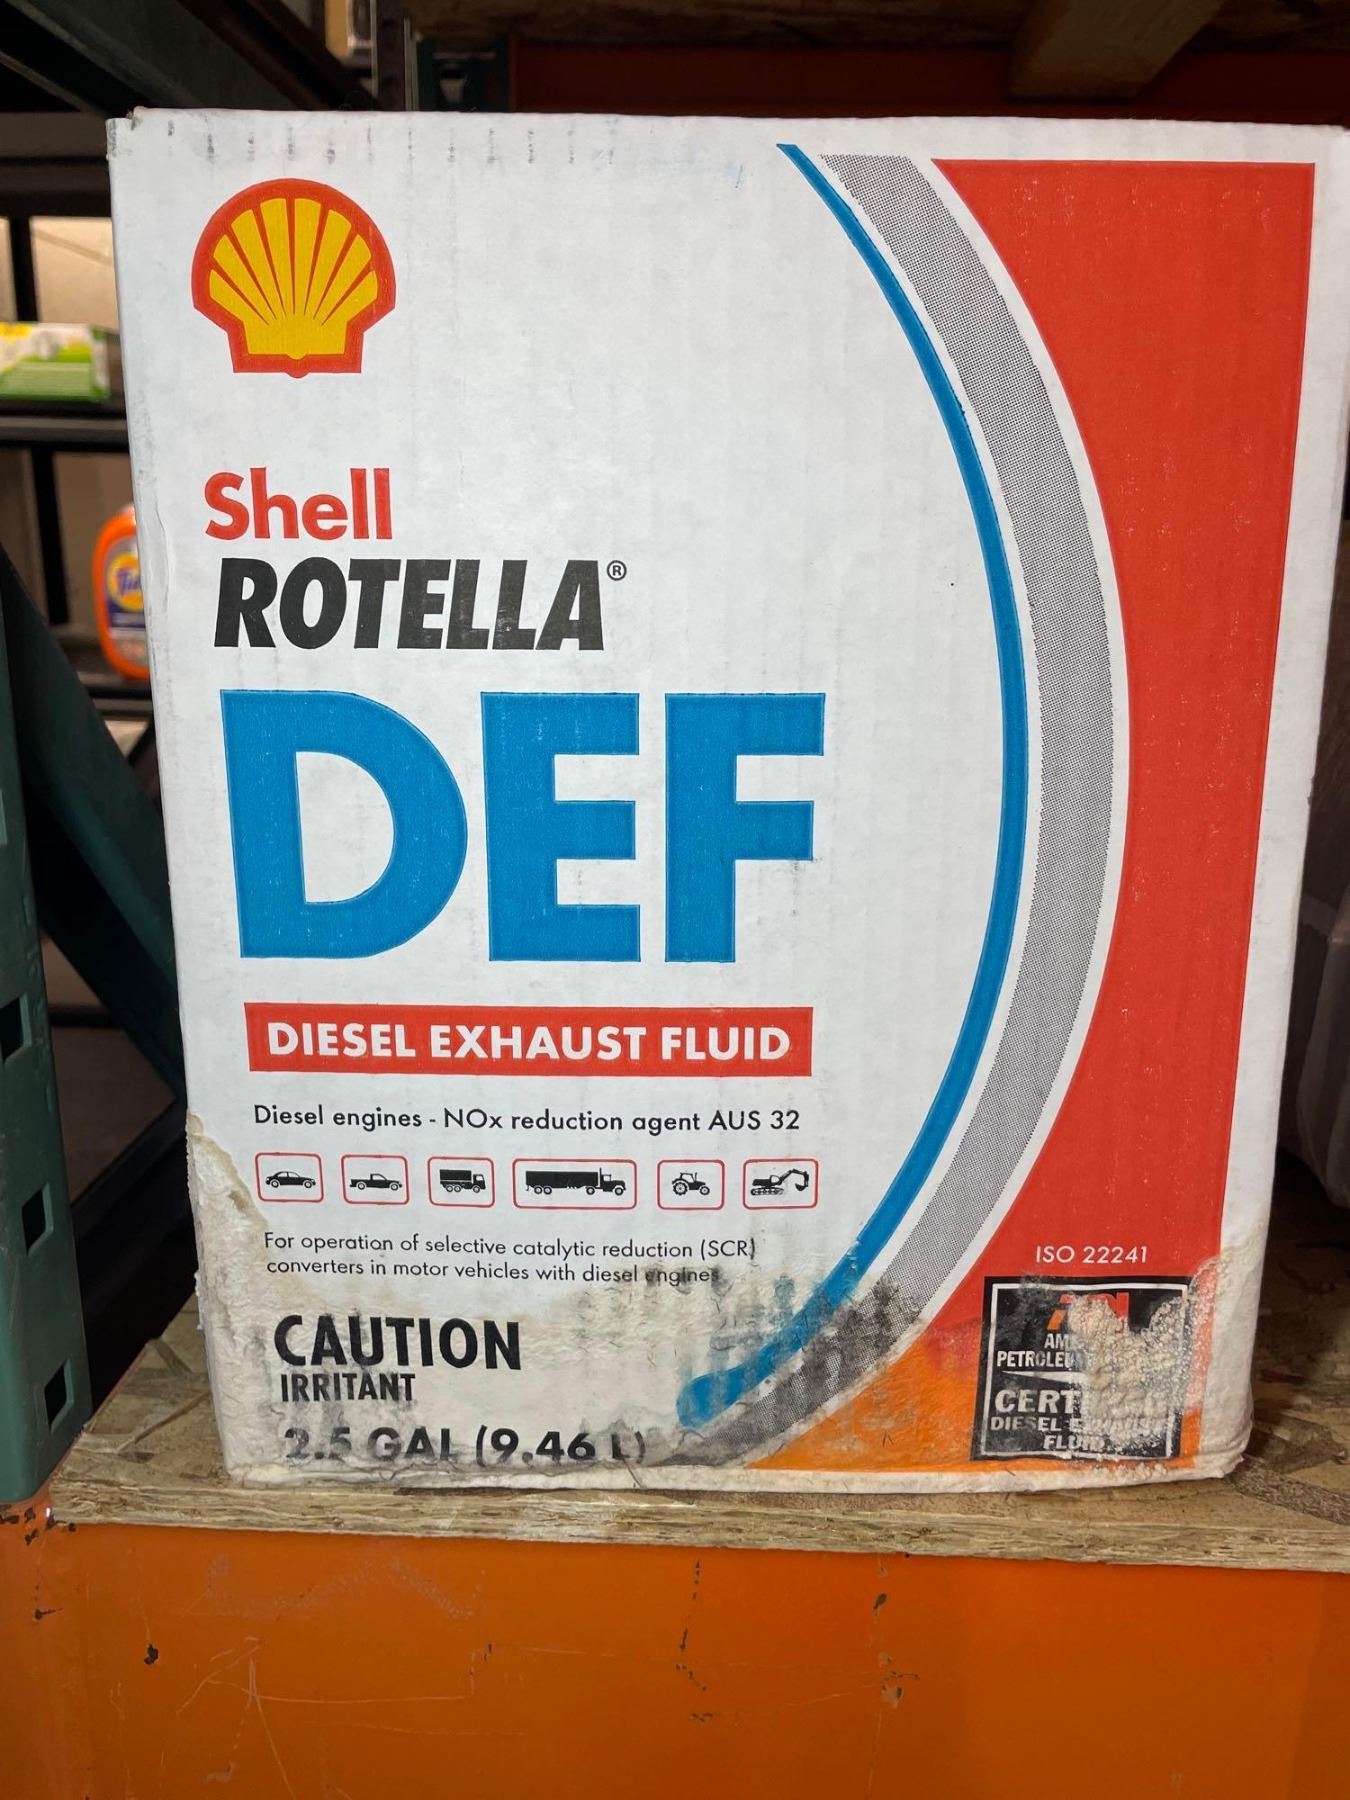 Shell
ROTELLA®
DEF
DIESEL EXHAUST FLUID
Diesel engines - NOx reduction agent AUS 32
For operation of selective catalytic reduction (SCR)
converters in motor vehicles with diesel engines
CAUTION
IRRITANT
2.5 GAL (9.46 L)
ISO 22241
DIESEL